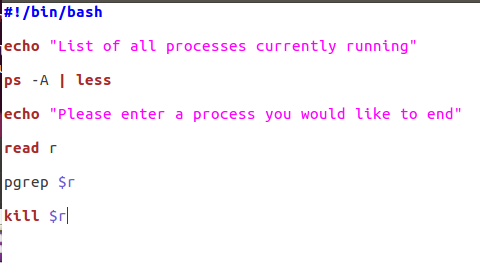 #!/bin/bash
echo "List of all processes currently running"
ps -A | less
echo "Please enter a process you would like to end"
read r
pgrep $r
kill $r